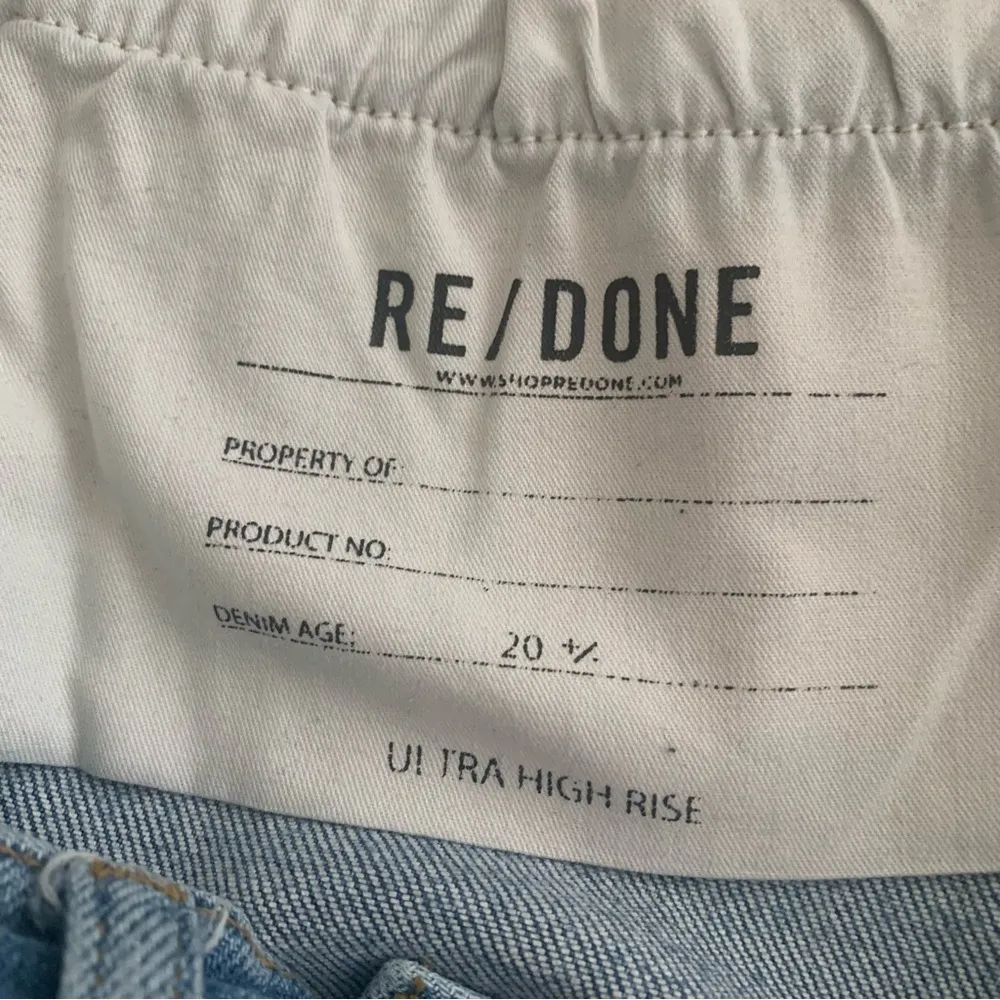 RE/DONE
WWW.SHOPREDONE.COM
PROPERTY OF:
PRODUCT NO:
DENIM AGE: 20 +/-
ULTRA HIGH RISE